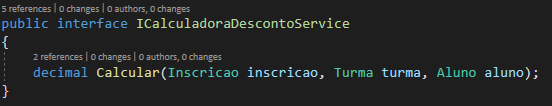 5 references | 0 changes | 0 authors, 0 changes
public interface ICalculadoraDescontoService
{
2 references | 0 changes | 0 authors, 0 changes
decimal Calcular(Inscricao inscricao, Turma turma, Aluno aluno);
}